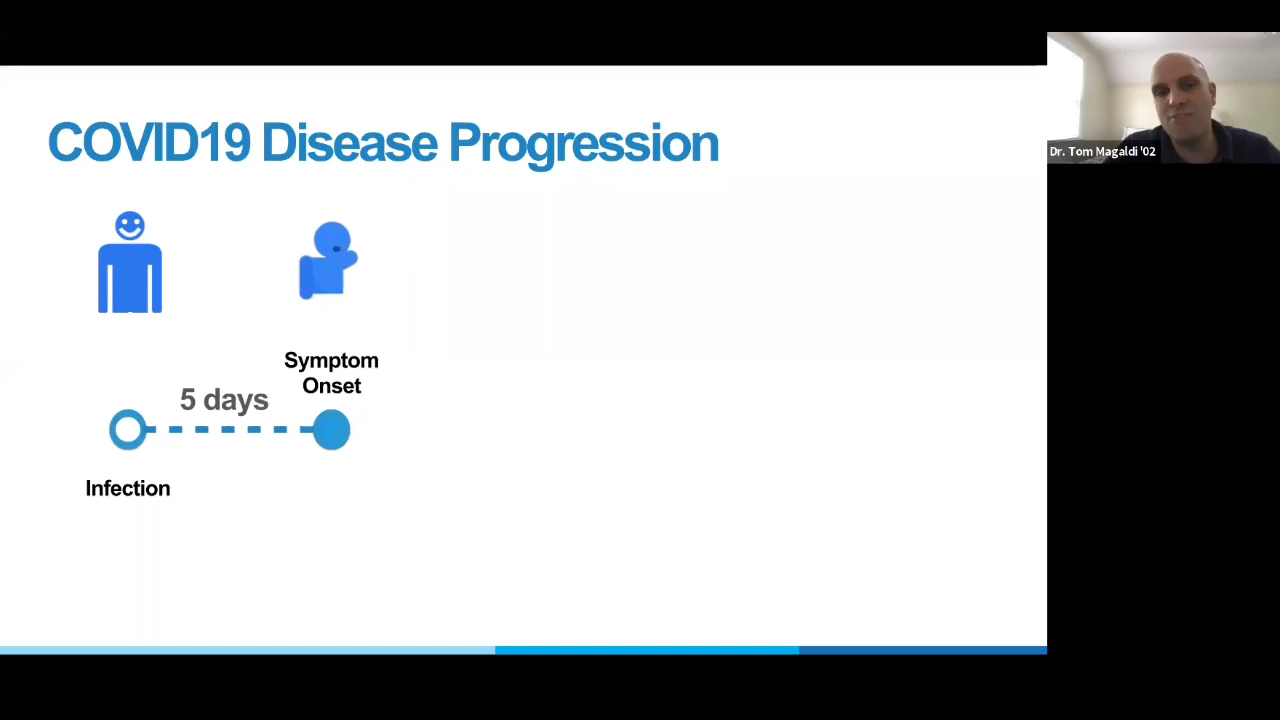 COVID19 Disease Progression
Dr. Tom Magaldi '02
Symptom
Onset
5 days
Infection